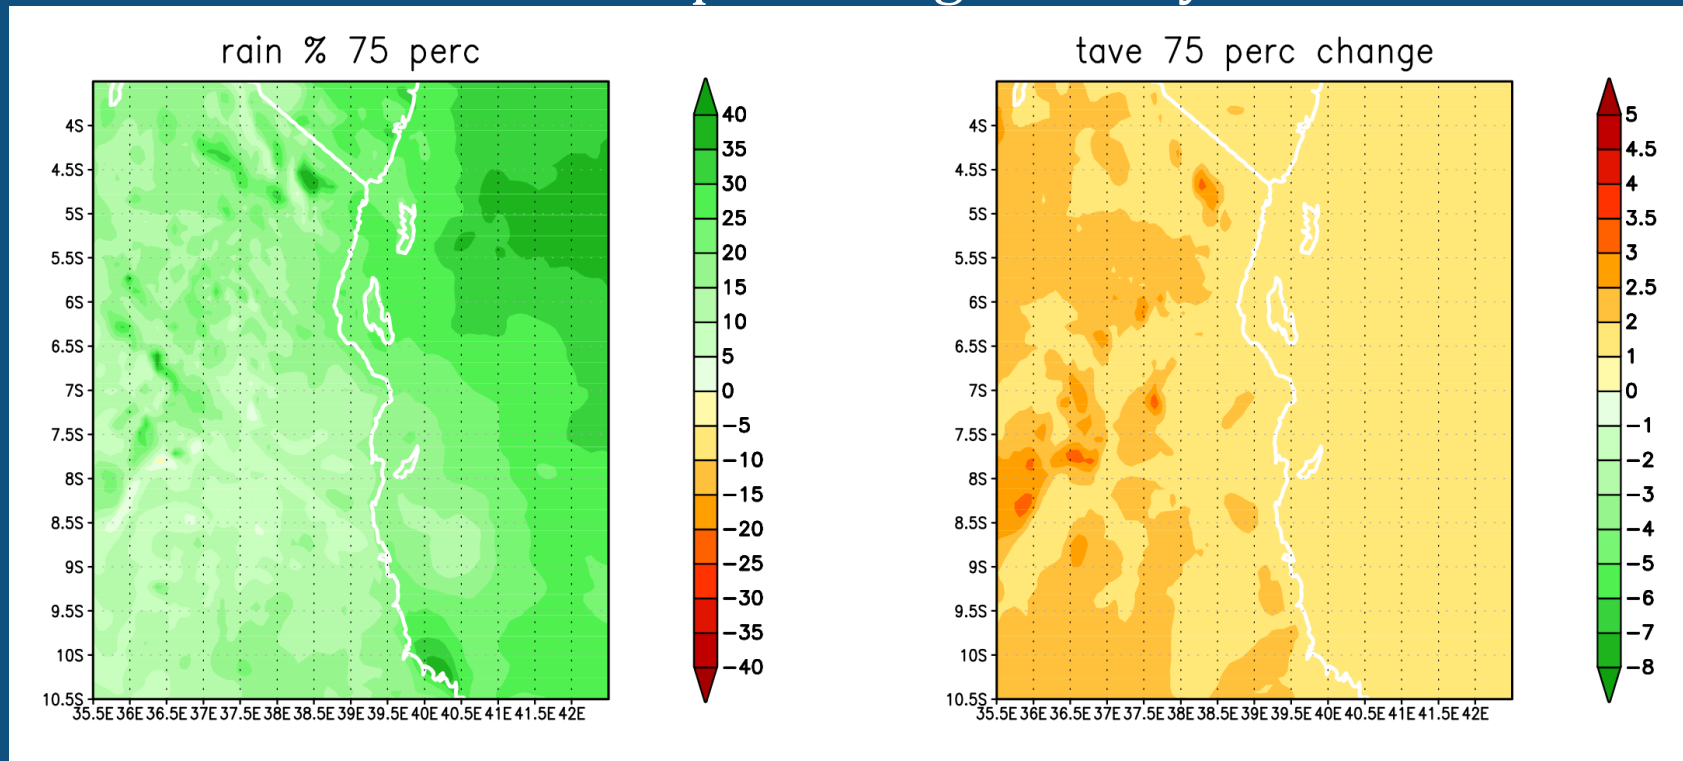 rain % 75 perc
40
35
30
25
20
15
10
5
0
−5
−10
−15
−20
−25
−30
−35
−40
4S
4.5S
5S
5.5S
6S
6.5S
7S
7.5S
8S
8.5S
9S
9.5S
10S
10.5S
35.5E 36E 36.5E 37E 37.5E 38E 38.5E 39E 39.5E 40E 40.5E 41E 41.5E 42E
tave 75 perc change
5
4.5
4
3.5
3
2.5
2
1
0
−1
−2
−3
−4
−5
−6
−7
−8
4S
4.5S
5S
5.5S
6S
6.5S
7S
7.5S
8S
8.5S
9S
9.5S
10S
10.5S
35.5E 36E 36.5E 37E 37.5E 38E 38.5E 39E 39.5E 40E 40.5E 41E 41.5E 42E